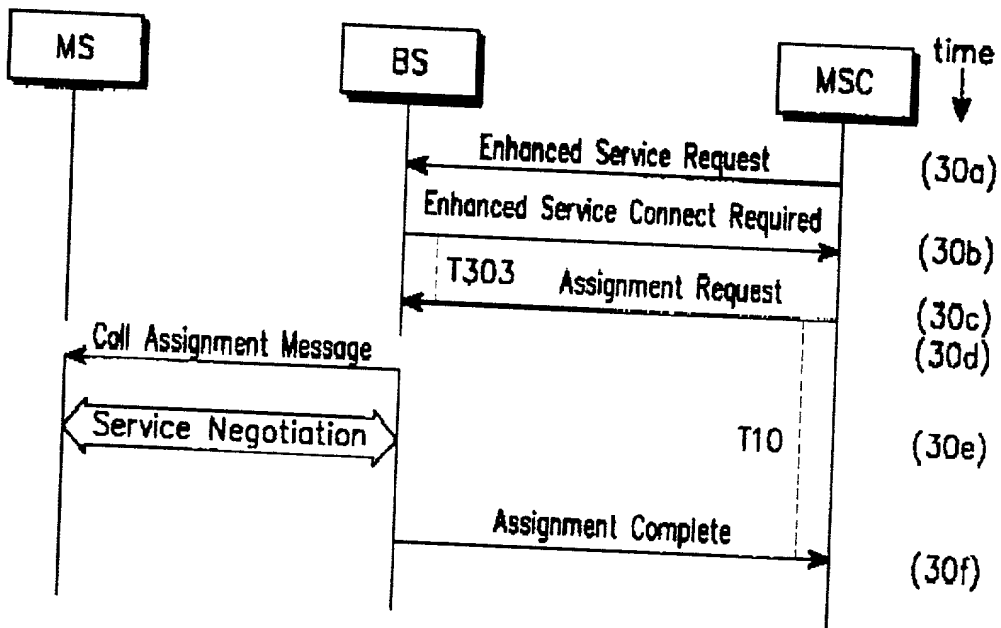 MS
BS
MSC
time
Enhanced Service Request
(30a)
Enhanced Service Connect Required
(30b)
T303
Assignment Request
(30c)
Call Assignment Message
(30d)
Service Negotiation
T10
(30e)
Assignment Complete
(30f)